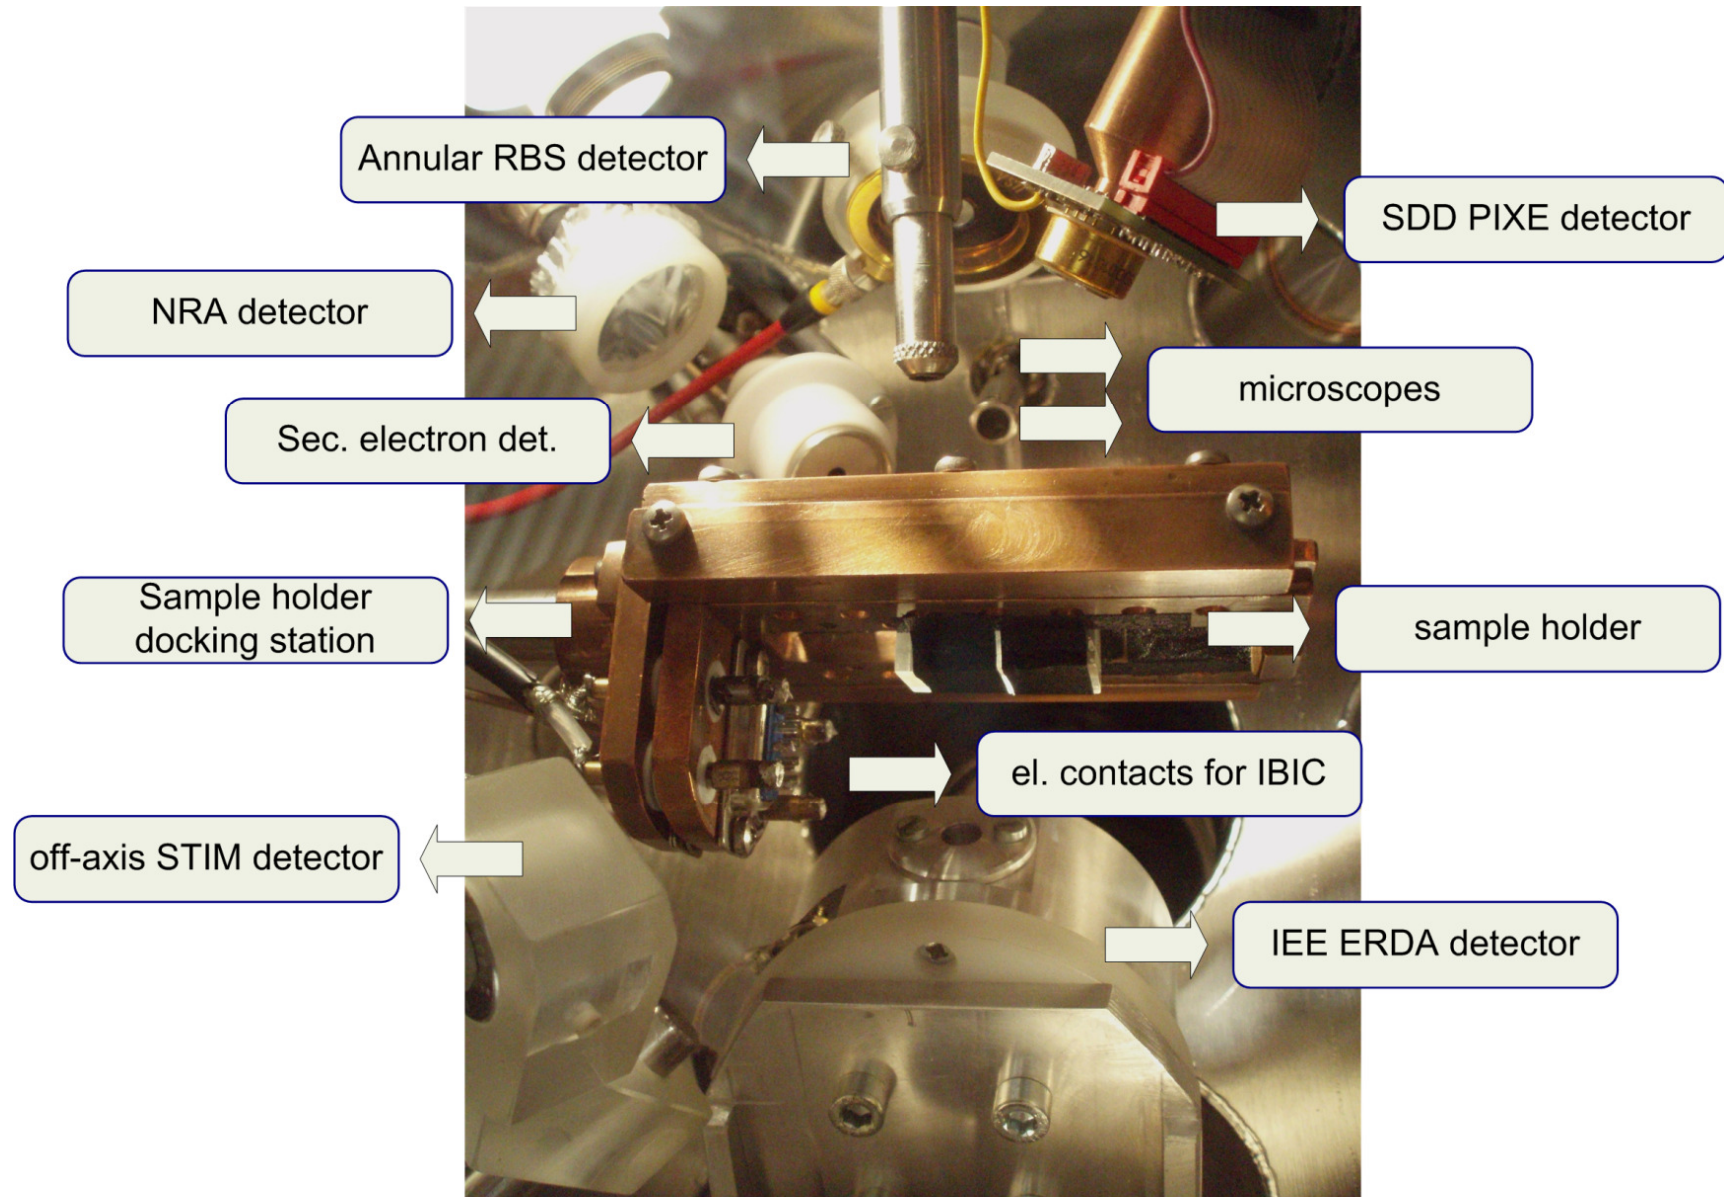 Annular RBS detector
SDD PIXE detector
NRA detector
microscopes
Sec. electron det.
Sample holder
docking station
sample holder
el. contacts for IBIC
off-axis STIM detector
IEE ERDA detector